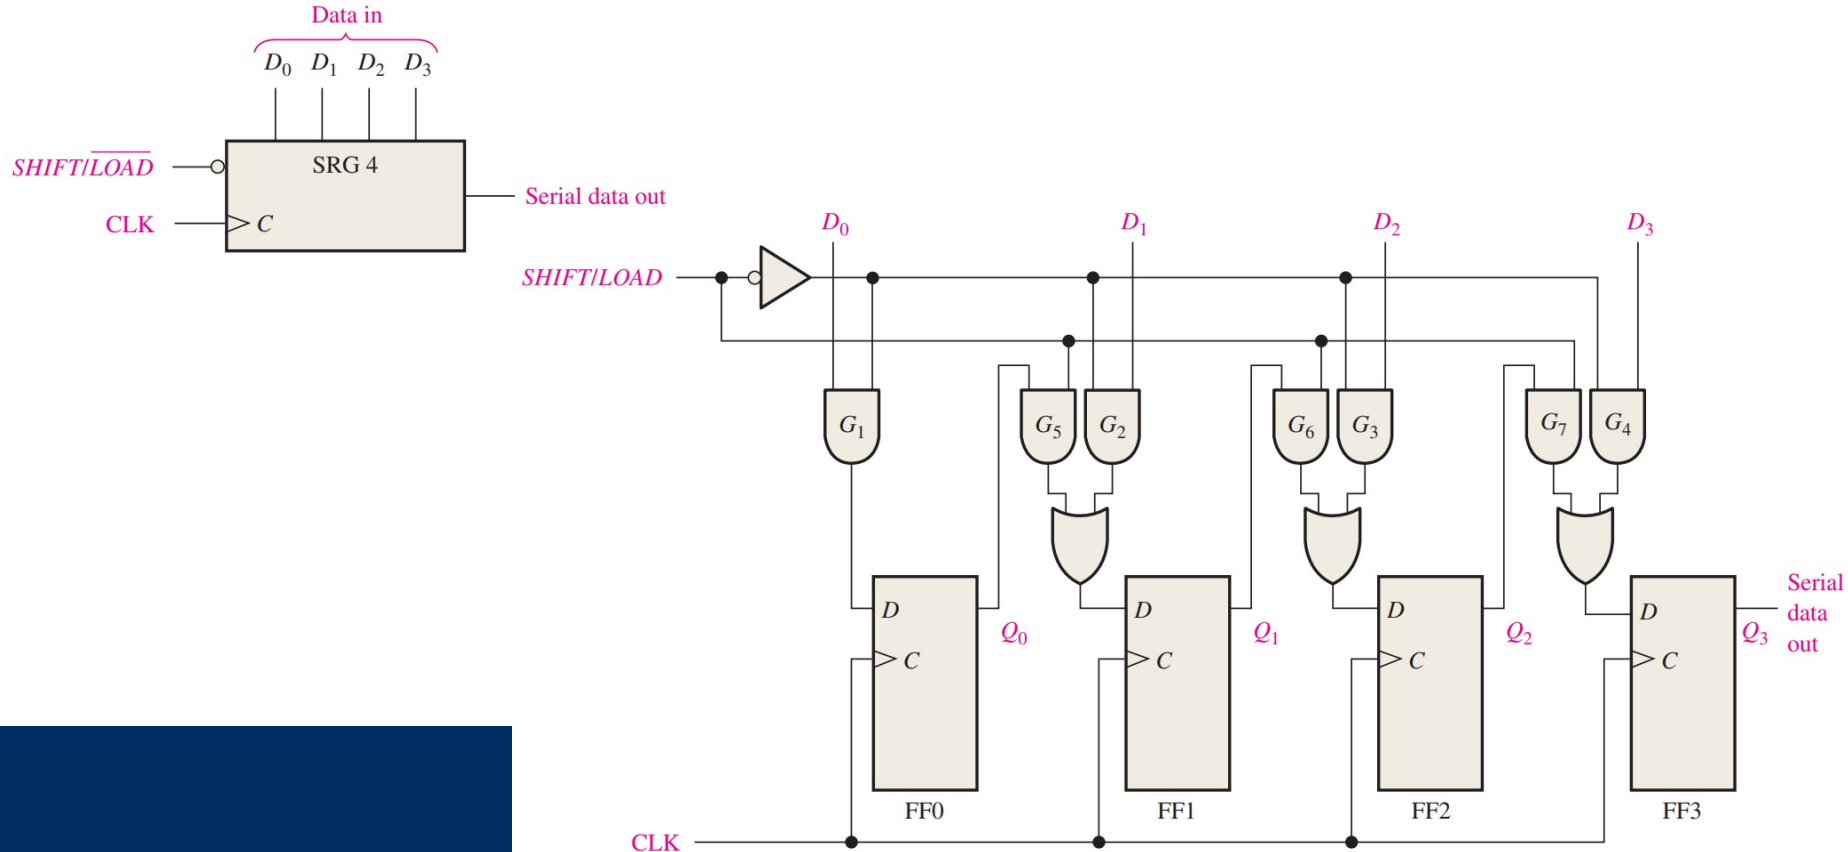 Data in
D0 D1 D2 D3
SHIFT/LOAD
SRG 4
CLK
C
Serial data out
D0 D1 D2 D3
SHIFT/LOAD
G1 G5 G2 G6 G3 G7 G4
D Q0 D Q1 D Q2 D Q3
Serial
data
out
C C C C
FF0 FF1 FF2 FF3
CLK